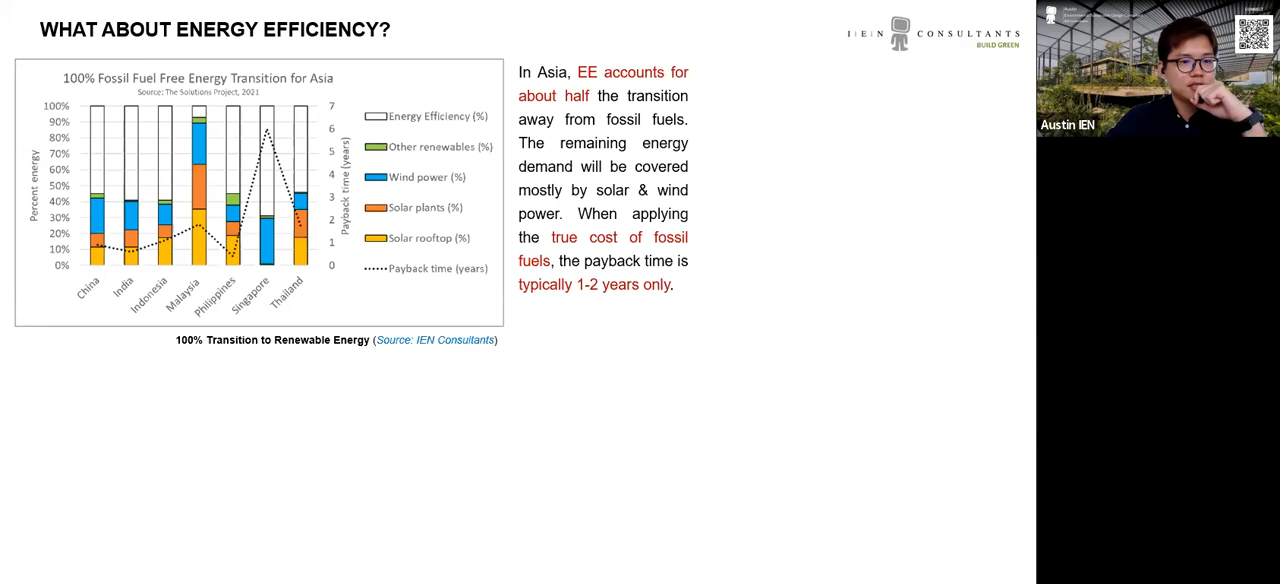 WHAT ABOUT ENERGY EFFICIENCY?
I E N CONSULTANTS
BUILD GREEN
100% Fossil Fuel Free Energy Transition for Asia
Source: The Solutions Project, 2021
100%
90%
80%
70%
60%
50%
40%
30%
20%
10%
0%
Percent energy
7
6
5
4
3
2
1
0
Payback time (years)
China
India
Indonesia
Malaysia
Philippines
Singapore
Thailand
Energy Efficiency (%)
Other renewables (%)
Wind power (%)
Solar plants (%)
Solar rooftop (%)
Payback time (years)
100% Transition to Renewable Energy (Source: IEN Consultants)
In Asia, EE accounts for
about half the transition
away from fossil fuels.
The remaining energy
demand will be covered
mostly by solar & wind
power. When applying
the true cost of fossil
fuels, the payback time is
typically 1-2 years only.
Austin
CONNECT
Austin IEN